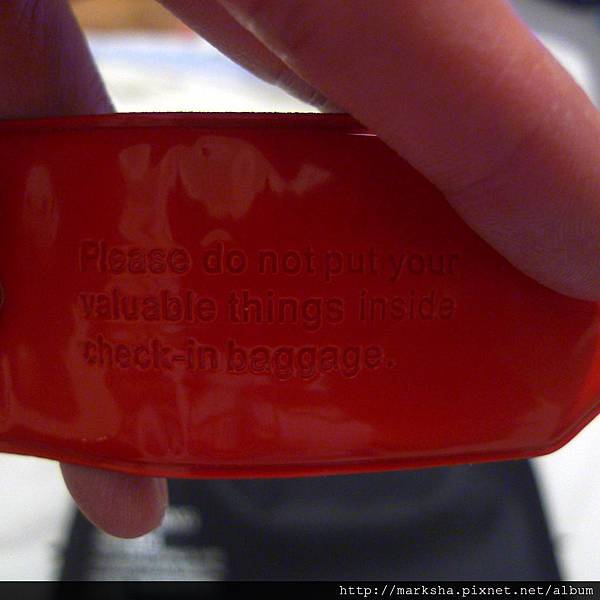 Please do not put your
valuable things inside
check-in baggage.
http://marksha.pixnet.net/album